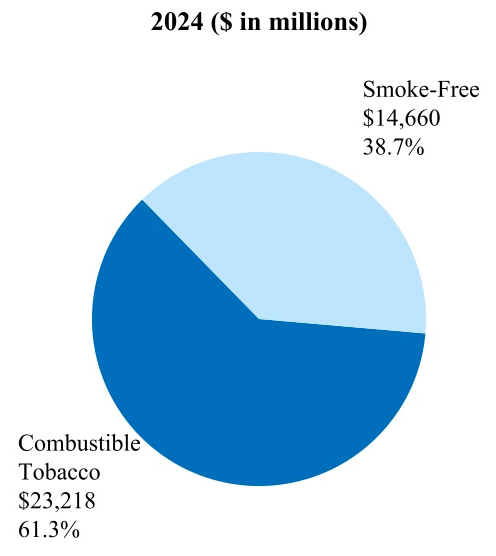 2024 ($ in millions)
Smoke-Free
$14,660
38.7%
Combustible
Tobacco
$23,218
61.3%